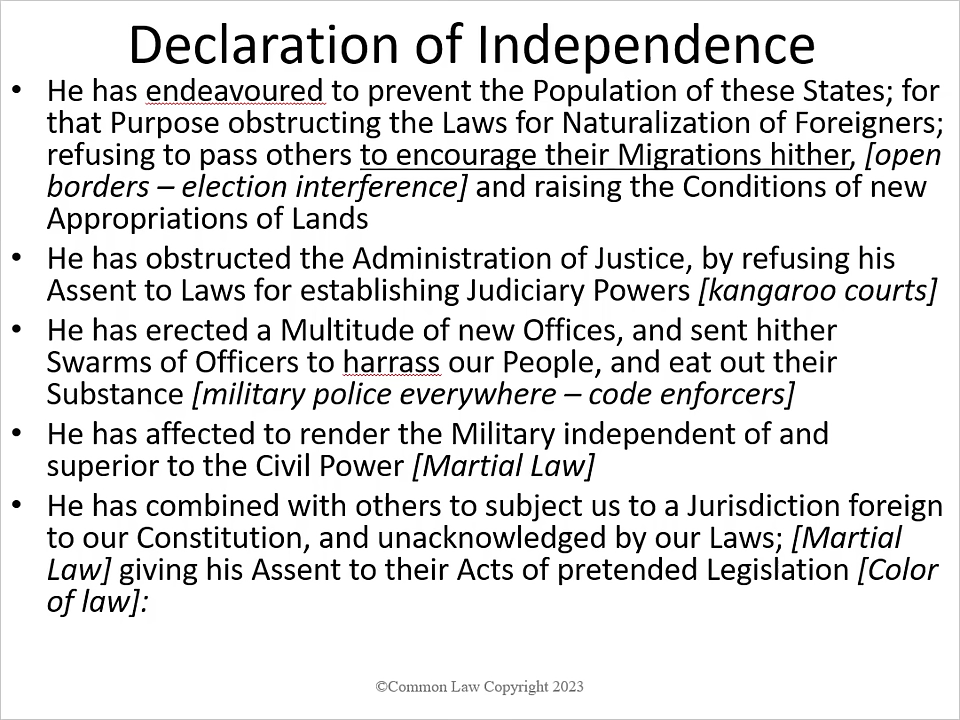 Declaration of Independence
• He has endeavoured to prevent the Population of these States; for
that Purpose obstructing the Laws for Naturalization of Foreigners;
refusing to pass others to encourage their Migrations hither, [open
borders – election interference] and raising the Conditions of new
Appropriations of Lands
• He has obstructed the Administration of Justice, by refusing his
Assent to Laws for establishing Judiciary Powers [kangaroo courts]
• He has erected a Multitude of new Offices, and sent hither
Swarms of Officers to harrass our People, and eat out their
Substance [military police everywhere – code enforcers]
• He has affected to render the Military independent of and
superior to the Civil Power [Martial Law]
• He has combined with others to subject us to a Jurisdiction foreign
to our Constitution, and unacknowledged by our Laws; [Martial
Law] giving his Assent to their Acts of pretended Legislation [Color
of law]:
©Common Law Copyright 2023